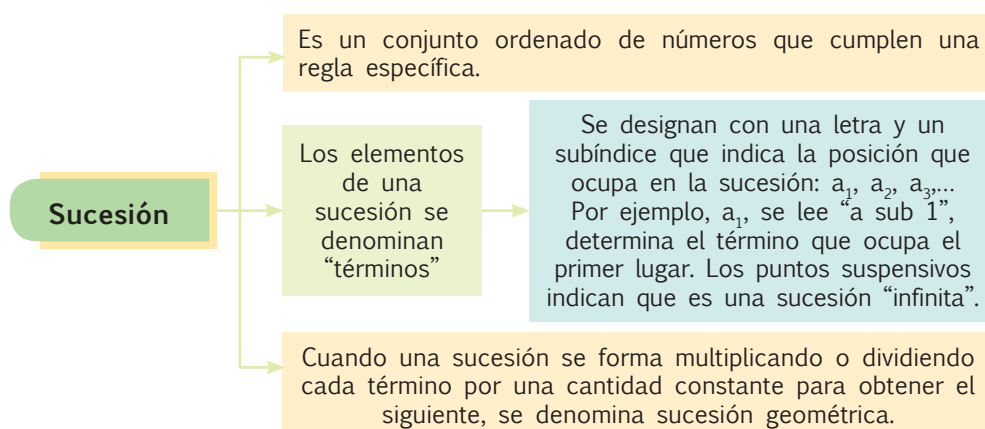 Es un conjunto ordenado de números que cumplen una
regla específica.
Sucesión
Los elementos
de una
sucesión se
denominan
“términos”
Se designan con una letra y un
subíndice que indica la posición que
ocupa en la sucesión: a₁, a₂, a₃,...
Por ejemplo, a₁, se lee “a sub 1”,
determina el término que ocupa el
primer lugar. Los puntos suspensivos
indican que es una sucesión “infinita”.
Cuando una sucesión se forma multiplicando o dividiendo
cada término por una cantidad constante para obtener el
siguiente, se denomina sucesión geométrica.